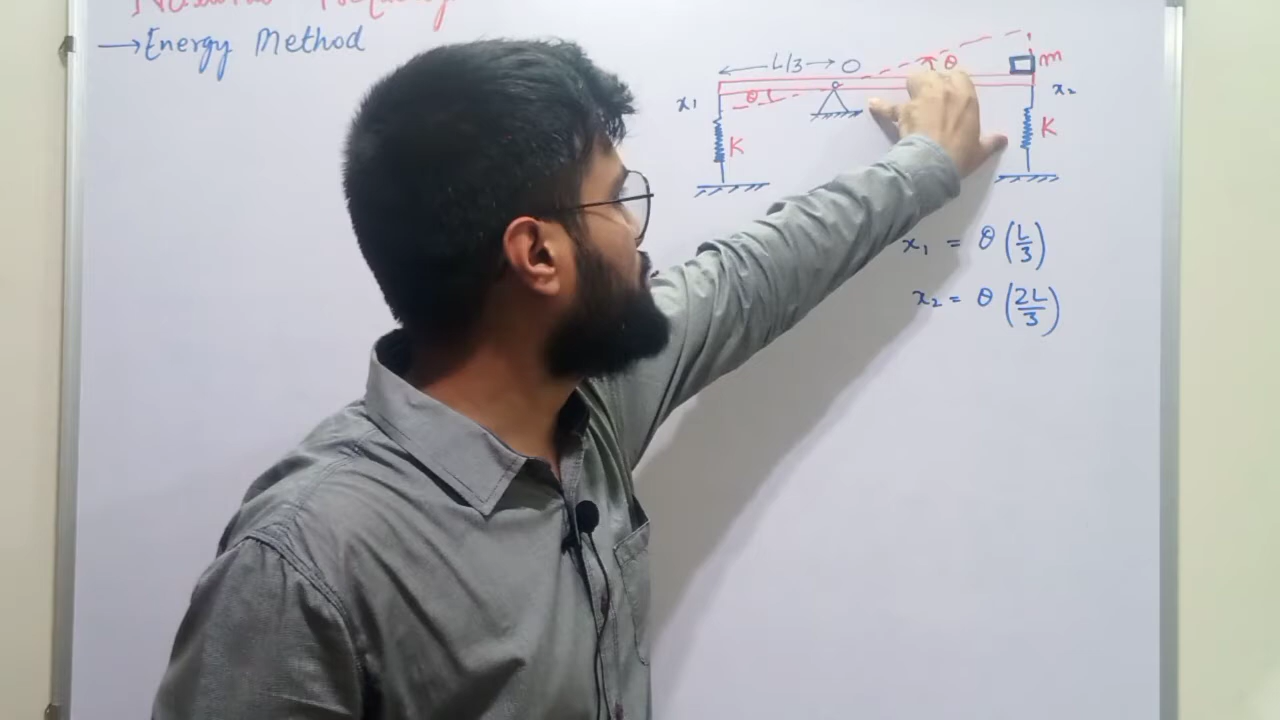 →Energy Method
L/3 O θ m
x₁ θ x₂
K K
x₁ = θ (L/3)
x₂ = θ (2L/3)